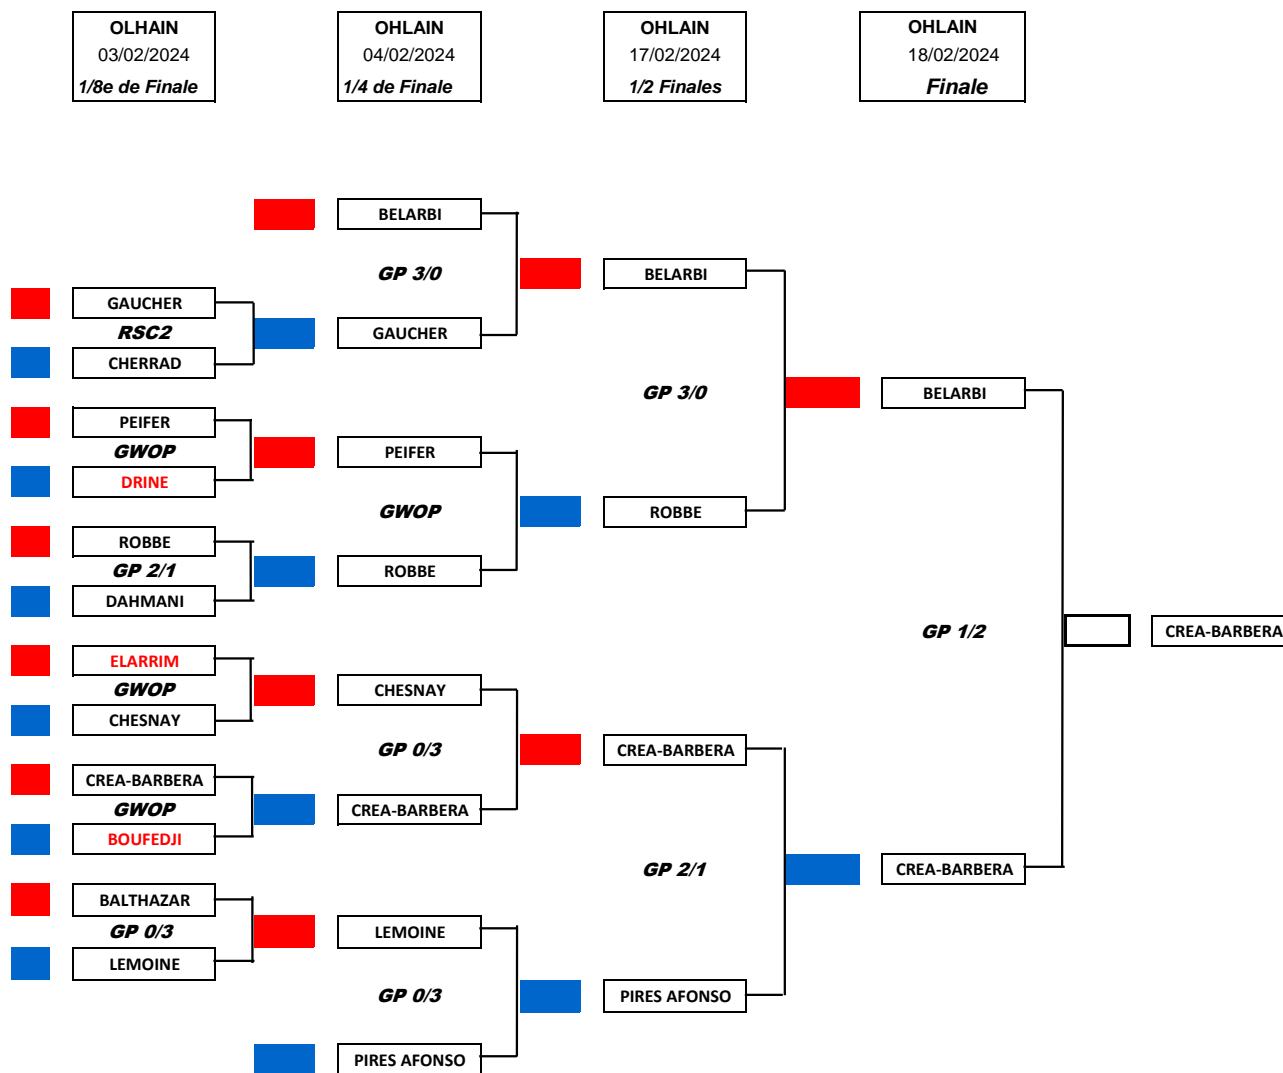 OLHAIN
03/02/2024
1/8e de Finale
OHLAIN
04/02/2024
1/4 de Finale
OHLAIN
17/02/2024
1/2 Finales
OHLAIN
18/02/2024
Finale
GAUCHER
RSC2
CHERRAD
PEIFER
GWOP
DRINE
ROBBE
GP 2/1
DAHMANI
ELARRIM
GWOP
CHESNAY
CREA-BARBERA
GWOP
BOUFEDJI
BALTHAZAR
GP 0/3
LEMOINE
BELARBI
GP 3/0
GAUCHER
PEIFER
GWOP
ROBBE
CHESNAY
GP 0/3
CREA-BARBERA
LEMOINE
GP 0/3
PIRES AFONSO
BELARBI
GP 3/0
ROBBE
CREA-BARBERA
GP 2/1
PIRES AFONSO
BELARBI
GP 1/2
CREA-BARBERA
CREA-BARBERA